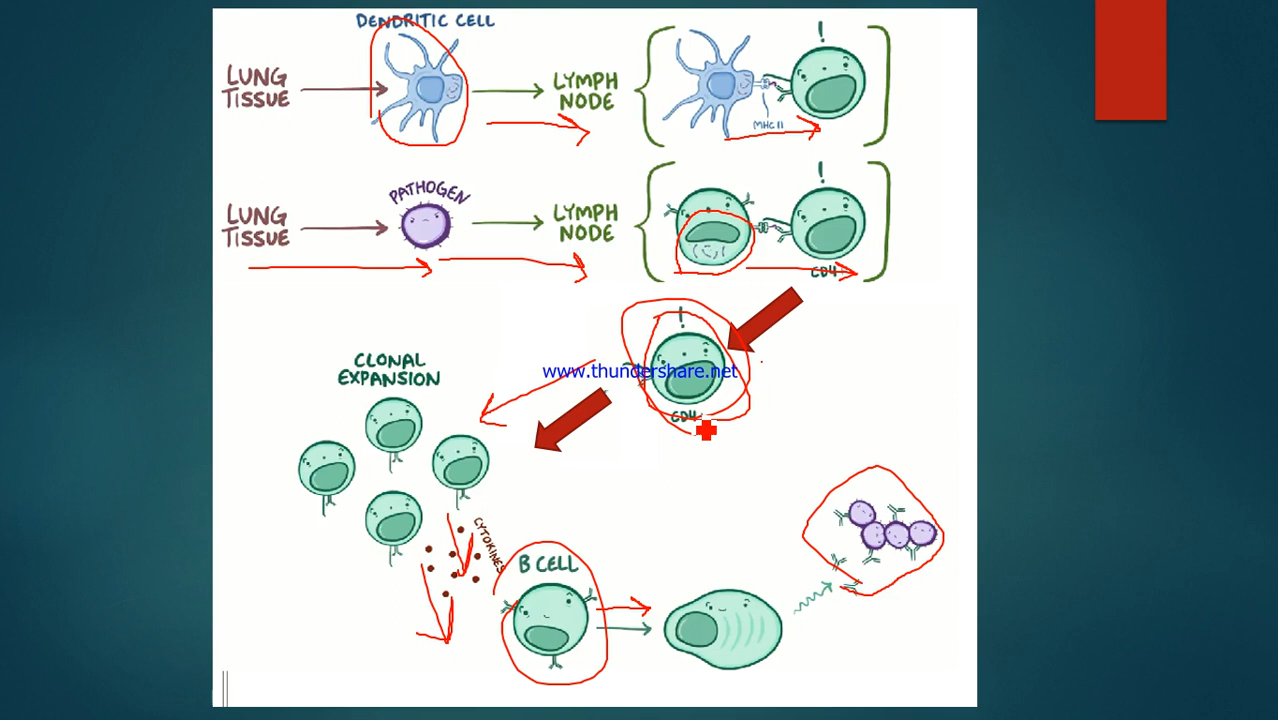 DENDRITIC CELL
LUNG
TISSUE
LYMPH
NODE
!
MHC II
LUNG
TISSUE
PATHOGEN
LYMPH
NODE
!
CD4
!
CLONAL
EXPANSION
www.thundershare.net
CD4
CYTOKINES
B CELL